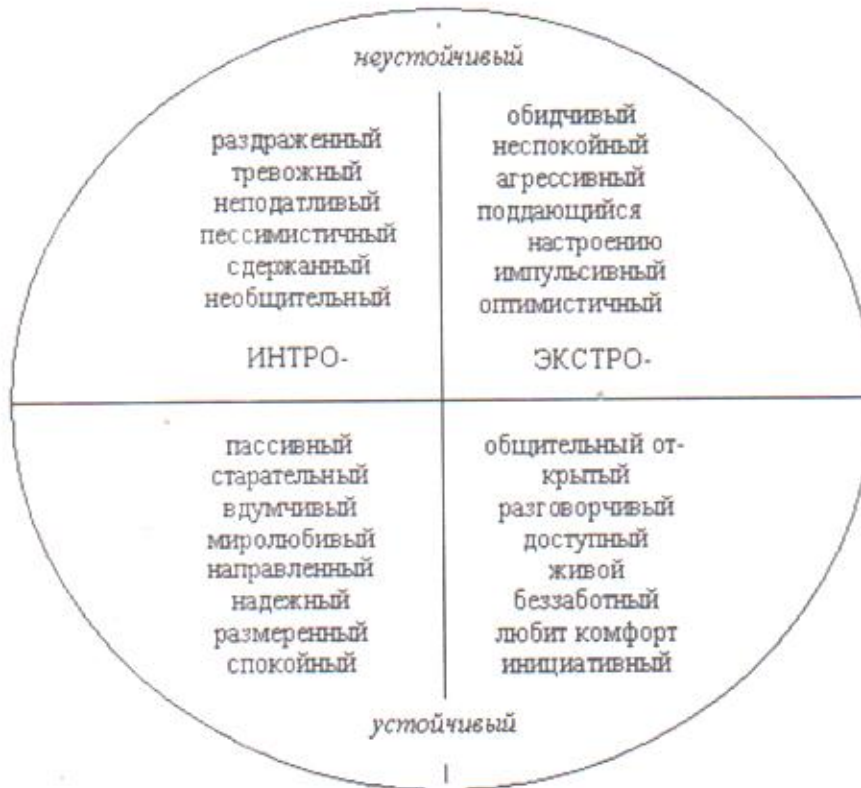 неустойчивый
раздраженный
тревожный
неподатливый
пессимистичный
сдержанный
необщительный
ИНТРО-
обидчивый
неспокойный
агрессивный
поддающийся
настроению
импульсивный
оптимистичный
ЭКСТРО-
пассивный
старательный
вдумчивый
миролюбивый
направленный
надежный
размеренный
спокойный
общительный от-
крытый
разговорчивый
доступный
живой
беззаботный
любит комфорт
инициативный
устойчивый